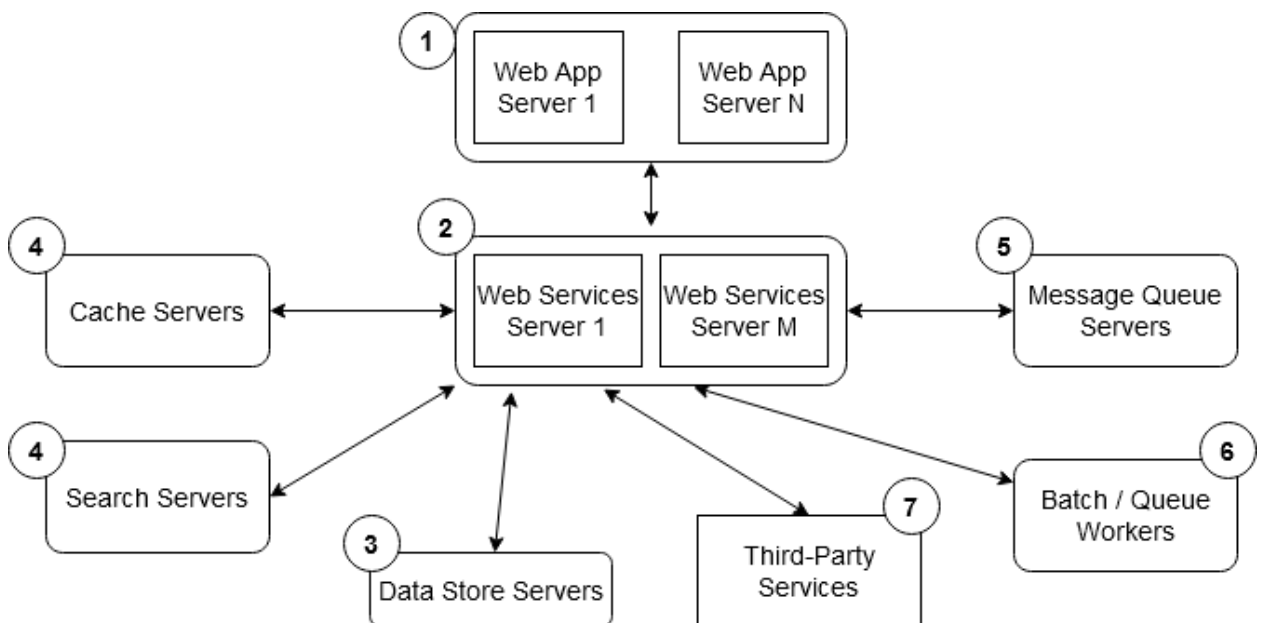 1
Web App
Server 1
Web App
Server N
2
Web Services
Server 1
Web Services
Server M
4
Cache Servers
5
Message Queue
Servers
4
Search Servers
3
Data Store Servers
7
Third-Party
Services
6
Batch / Queue
Workers